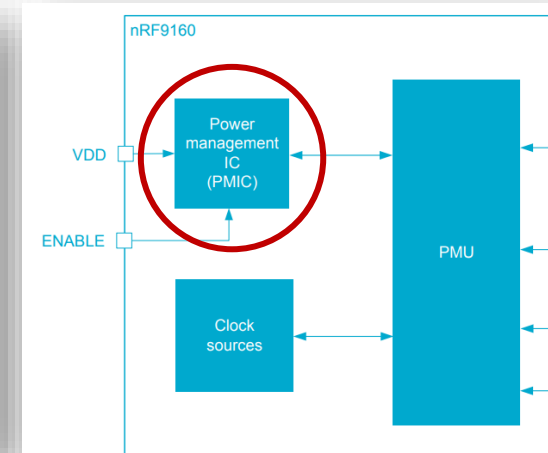 nRF9160
Power
management
IC
(PMIC)
VDD
ENABLE
PMU
Clock
sources